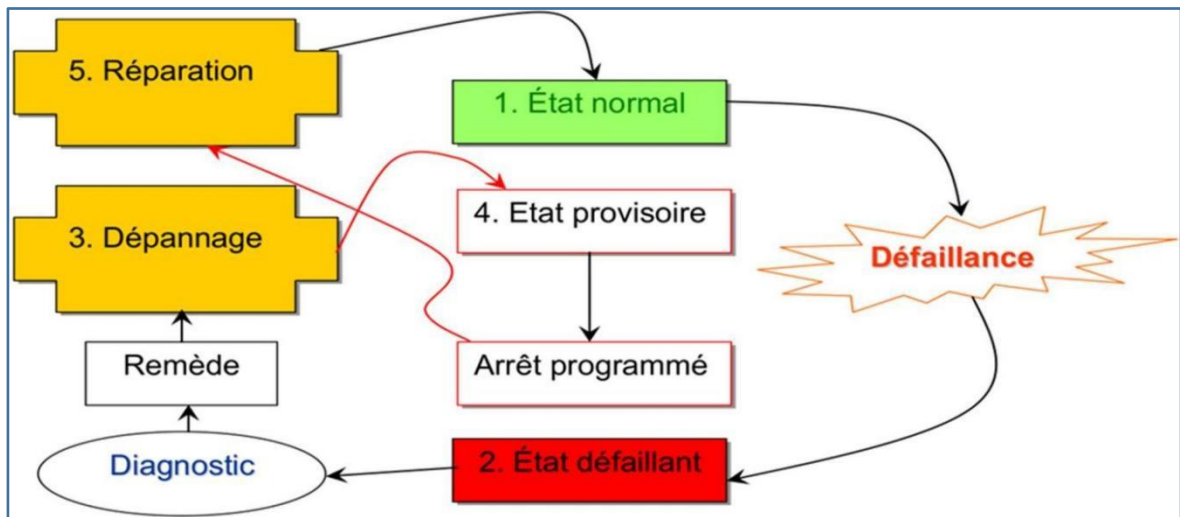 5. Réparation
1. État normal
4. Etat provisoire
3. Dépannage
Défaillance
Remède
Arrêt programmé
Diagnostic
2. État défaillant